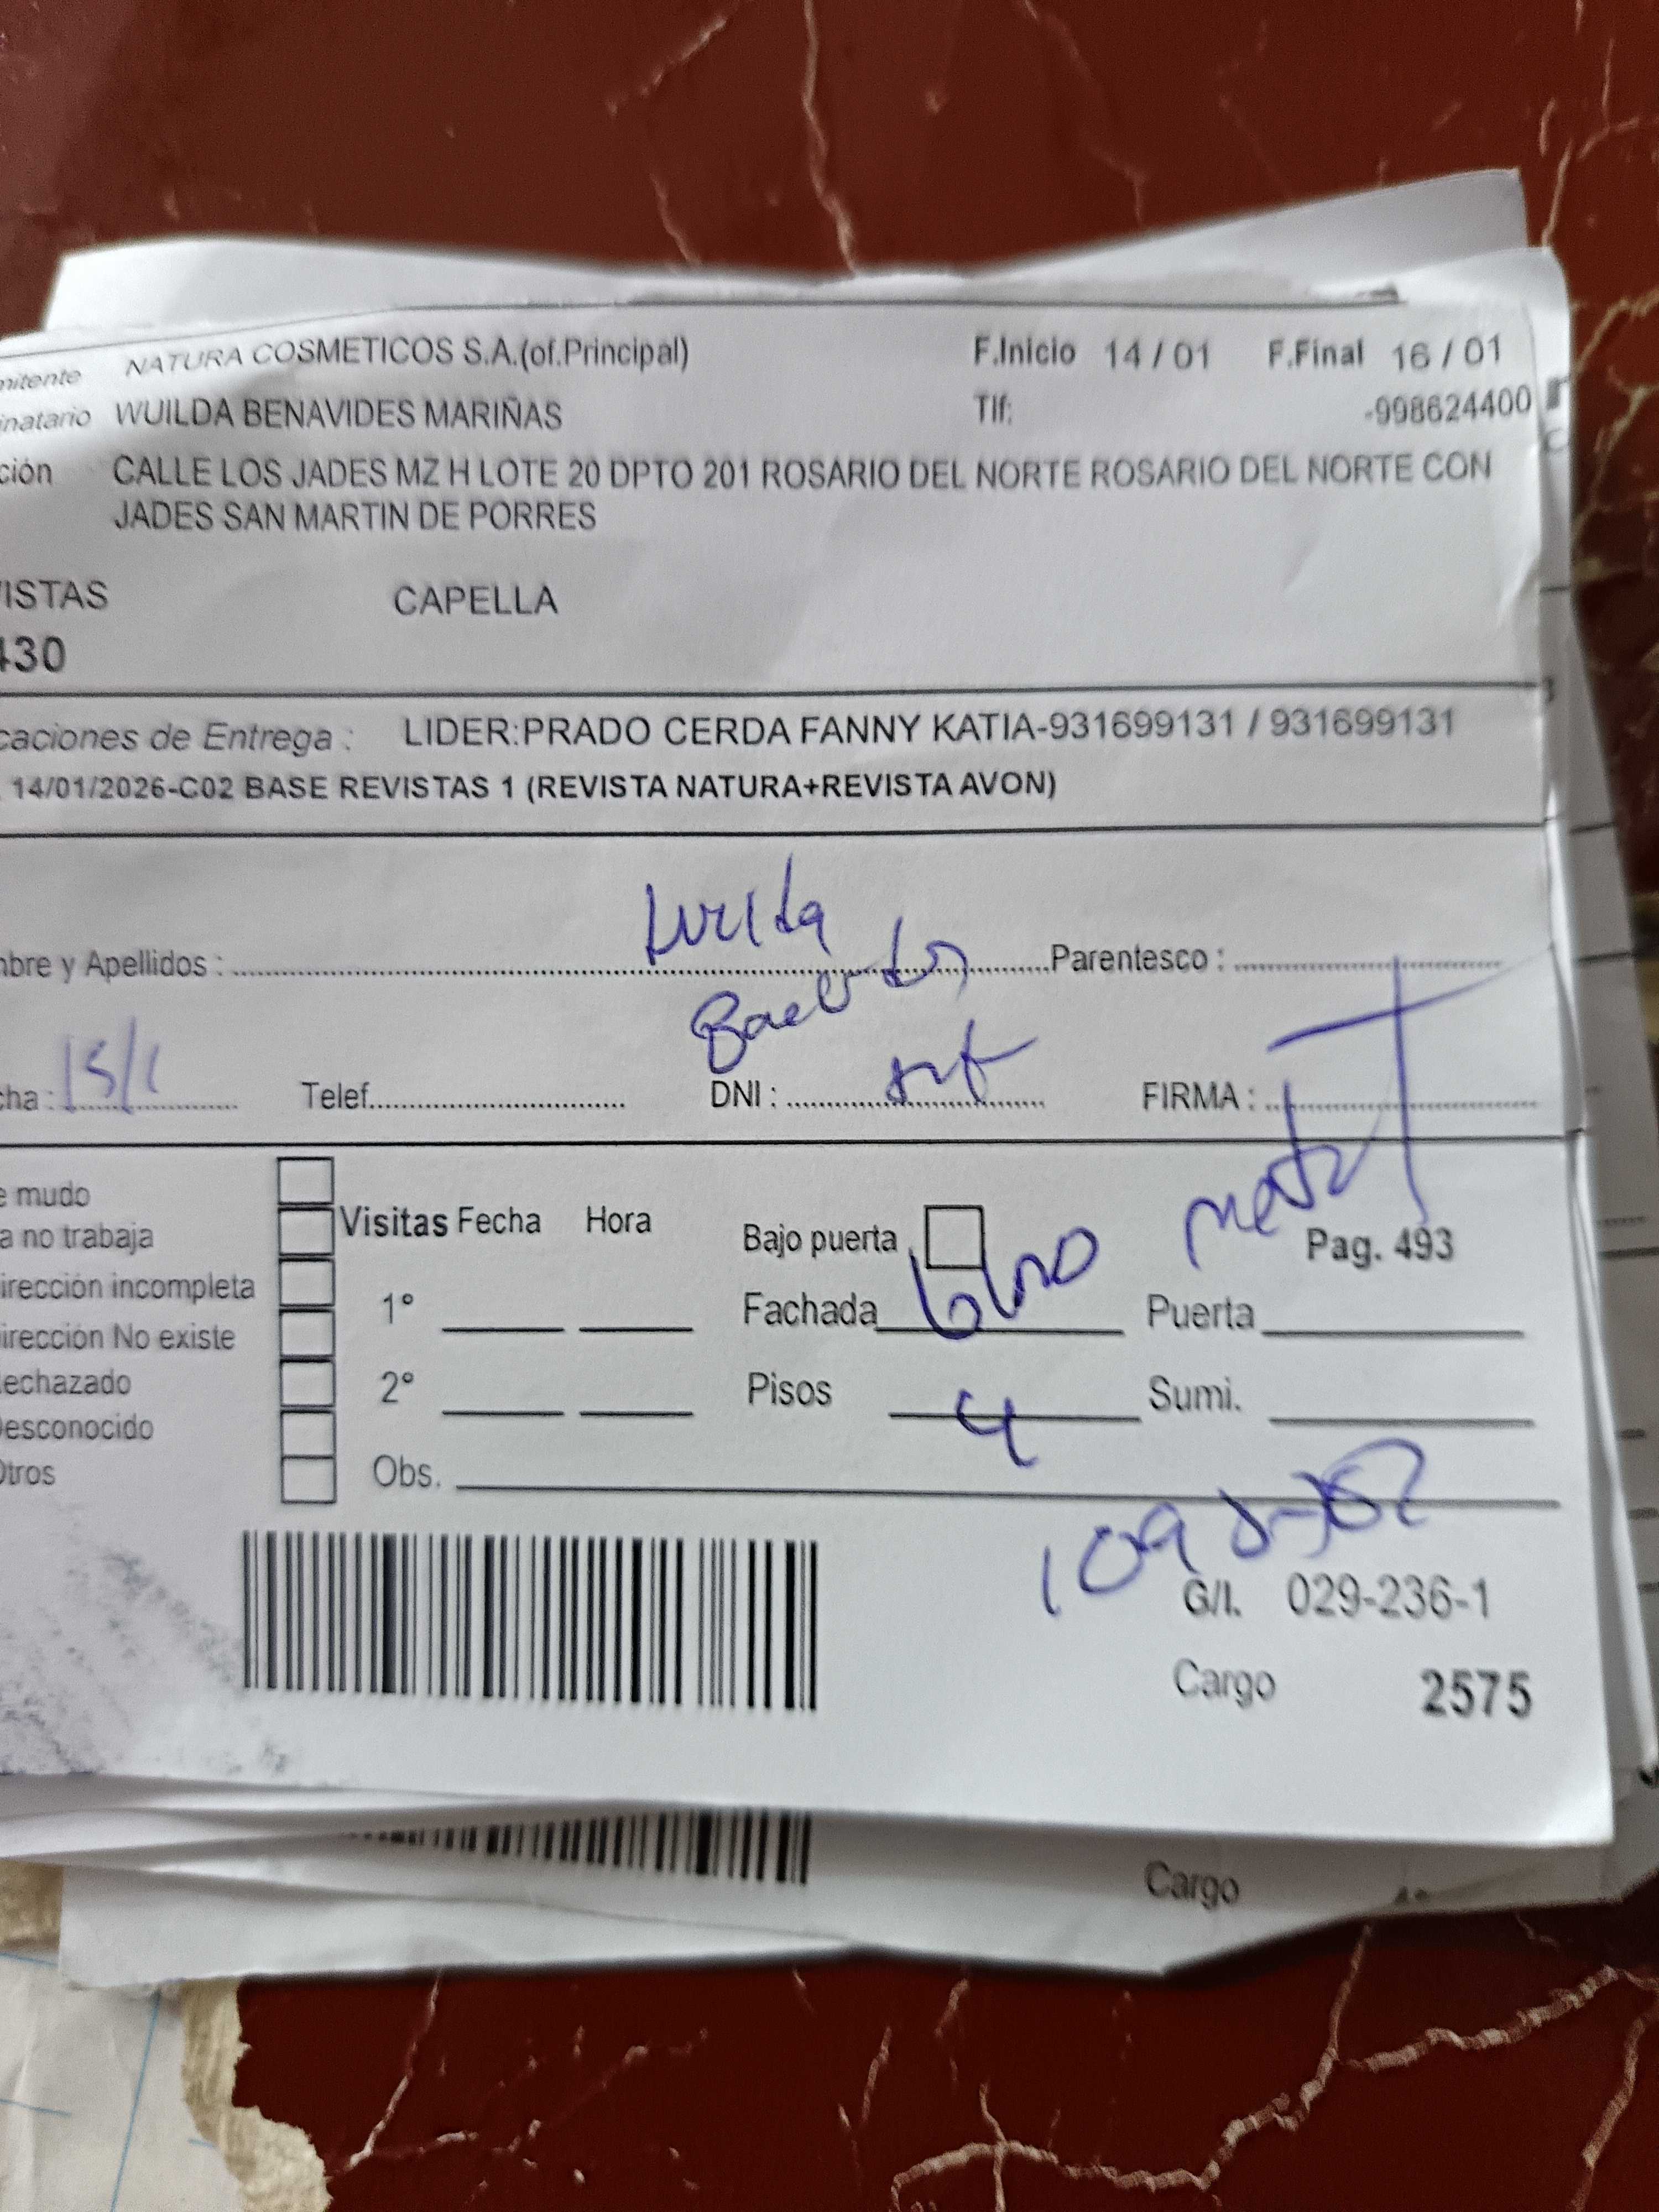 mitente NATURA COSMETICOS S.A.(of.Principal) F.Inicio 14 / 01 F.Final 16 / 01
inatario WUILDA BENAVIDES MARIÑAS Tlf: -998624400
ción CALLE LOS JADES MZ H LOTE 20 DPTO 201 ROSARIO DEL NORTE ROSARIO DEL NORTE CON
JADES SAN MARTIN DE PORRES
VISTAS CAPELLA
430
caciones de Entrega : LIDER:PRADO CERDA FANNY KATIA-931699131 / 931699131
14/01/2026-C02 BASE REVISTAS 1 (REVISTA NATURA+REVISTA AVON)
Wuilda
mbre y Apellidos : Parentesco :
cha : 15/1 Telef. DNI : FIRMA :
e mudo
a no trabaja Visitas Fecha Hora Bajo puerta Pag. 493
irección incompleta 1° Fachada Puerta
irección No existe
Rechazado 2° Pisos 4 Sumi.
Desconocido
Otros Obs.
G/I. 029-236-1
Cargo 2575
Cargo